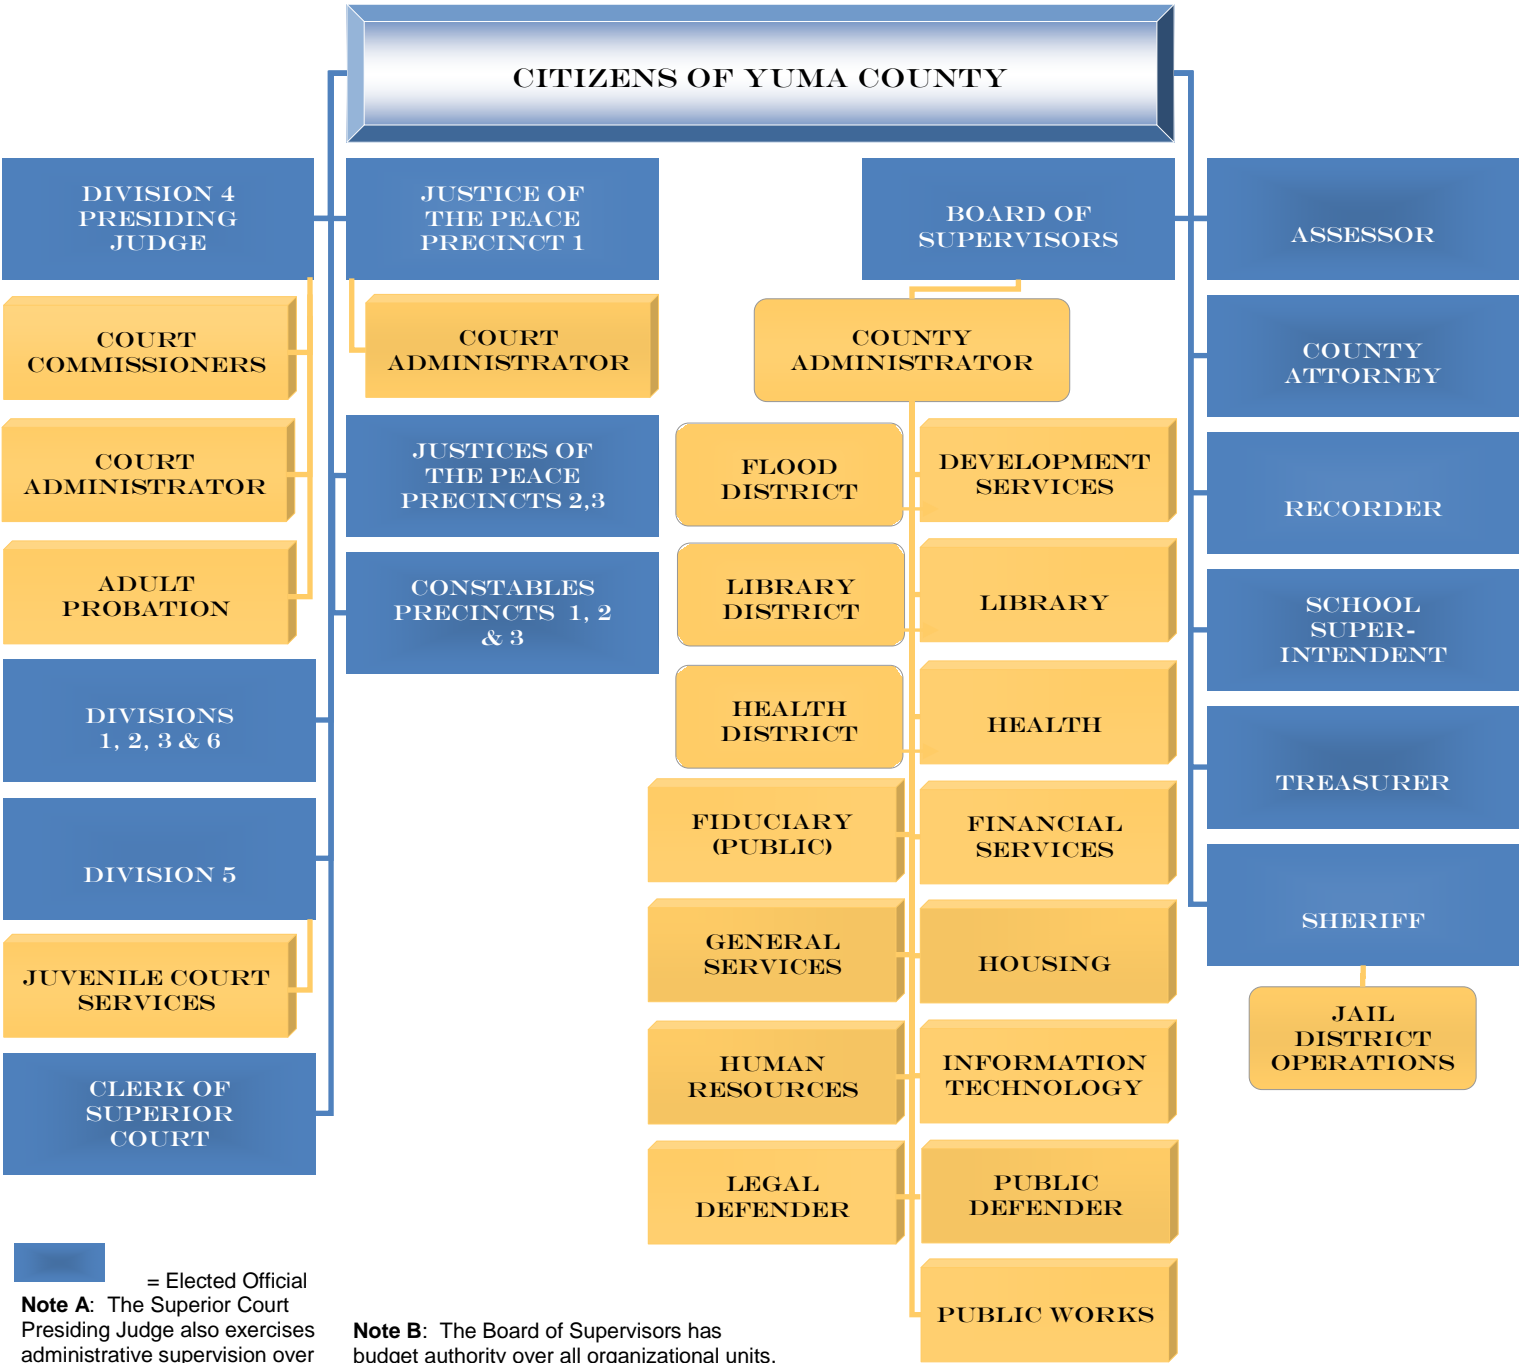 CITIZENS OF YUMA COUNTY
DIVISION 4
PRESIDING
JUDGE
JUSTICE OF
THE PEACE
PRECINCT 1
BOARD OF
SUPERVISORS
ASSESSOR
COURT
COMMISSIONERS
COURT
ADMINISTRATOR
COUNTY
ADMINISTRATOR
COUNTY
ATTORNEY
COURT
ADMINISTRATOR
JUSTICES OF
THE PEACE
PRECINCTS 2,3
FLOOD
DISTRICT
DEVELOPMENT
SERVICES
RECORDER
ADULT
PROBATION
CONSTABLES
PRECINCTS 1, 2
& 3
LIBRARY
DISTRICT
LIBRARY
SCHOOL
SUPER-
INTENDENT
DIVISIONS
1, 2, 3 & 6
HEALTH
DISTRICT
HEALTH
TREASURER
DIVISION 5
FIDUCIARY
(PUBLIC)
FINANCIAL
SERVICES
SHERIFF
JUVENILE COURT
SERVICES
GENERAL
SERVICES
HOUSING
JAIL
DISTRICT
OPERATIONS
CLERK OF
SUPERIOR
COURT
HUMAN
RESOURCES
INFORMATION
TECHNOLOGY
LEGAL
DEFENDER
PUBLIC
DEFENDER
PUBLIC WORKS
= Elected Official
Note A: The Superior Court
Presiding Judge also exercises
administrative supervision over
Note B: The Board of Supervisors has
budget authority over all organizational units.